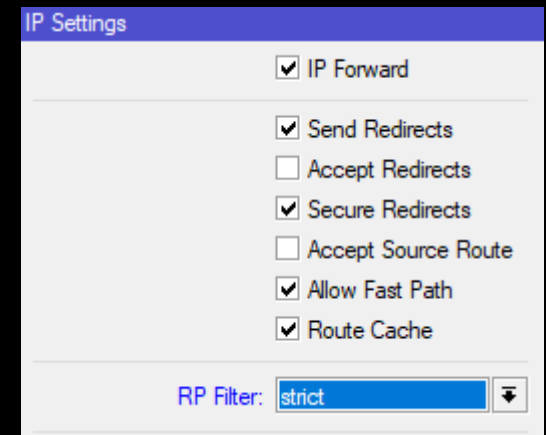 IP Settings
IP Forward
Send Redirects
Accept Redirects
Secure Redirects
Accept Source Route
Allow Fast Path
Route Cache
RP Filter: strict